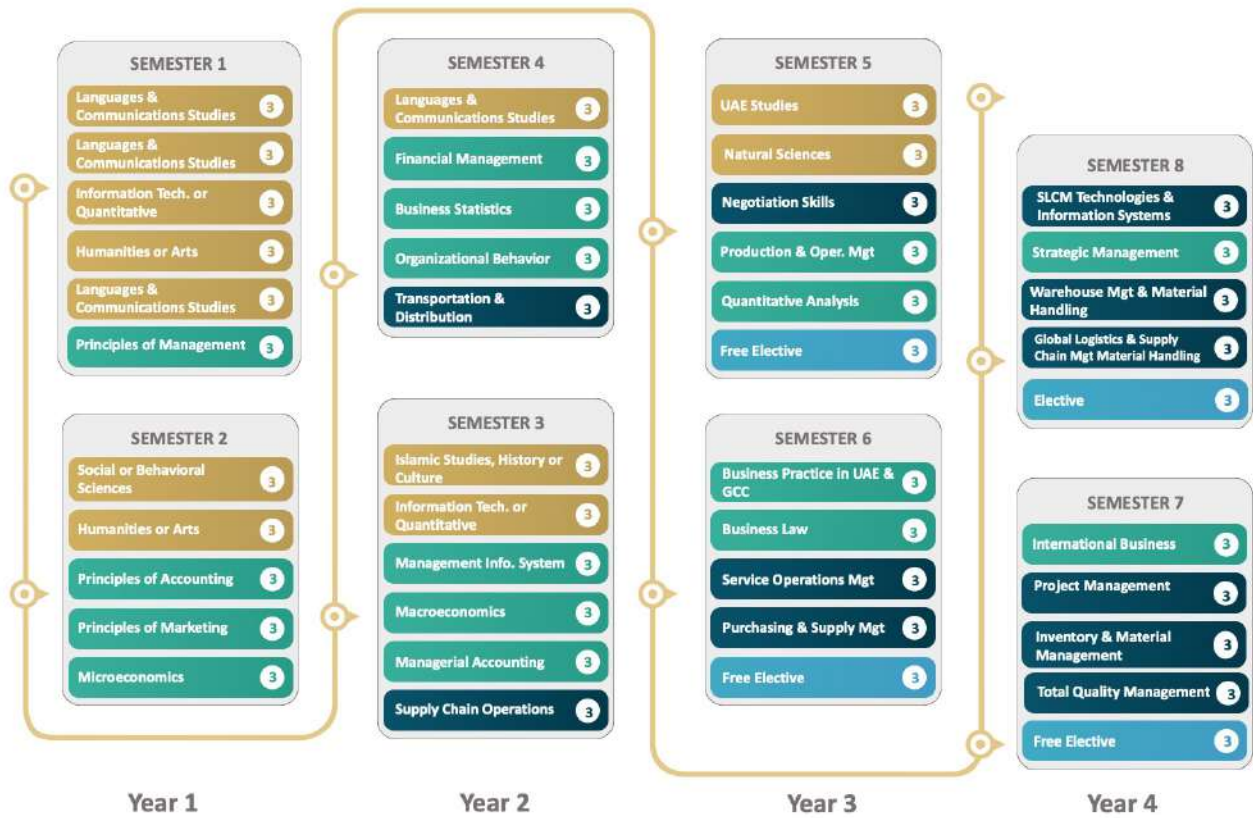 SEMESTER 1
Languages &
Communications Studies
3
Languages &
Communications Studies
3
Information Tech. or
Quantitative
3
Humanities or Arts
3
Languages &
Communications Studies
3
Principles of Management
3
SEMESTER 2
Social or Behavioral
Sciences
3
Humanities or Arts
3
Principles of Accounting
3
Principles of Marketing
3
Microeconomics
3
Year 1
SEMESTER 4
Languages &
Communications Studies
3
Financial Management
3
Business Statistics
3
Organizational Behavior
3
Transportation &
Distribution
3
SEMESTER 3
Islamic Studies, History or
Culture
3
Information Tech. or
Quantitative
3
Management Info. System
3
Macroeconomics
3
Managerial Accounting
3
Supply Chain Operations
3
Year 2
SEMESTER 5
UAE Studies
3
Natural Sciences
3
Negotiation Skills
3
Production & Oper. Mgt
3
Quantitative Analysis
3
Free Elective
3
SEMESTER 6
Business Practice in UAE &
GCC
3
Business Law
3
Service Operations Mgt
3
Purchasing & Supply Mgt
3
Free Elective
3
Year 3
SEMESTER 8
SLCM Technologies &
Information Systems
3
Strategic Management
3
Warehouse Mgt & Material
Handling
3
Global Logistics & Supply
Chain Mgt Material Handling
3
Elective
3
SEMESTER 7
International Business
3
Project Management
3
Inventory & Material
Management
3
Total Quality Management
3
Free Elective
3
Year 4